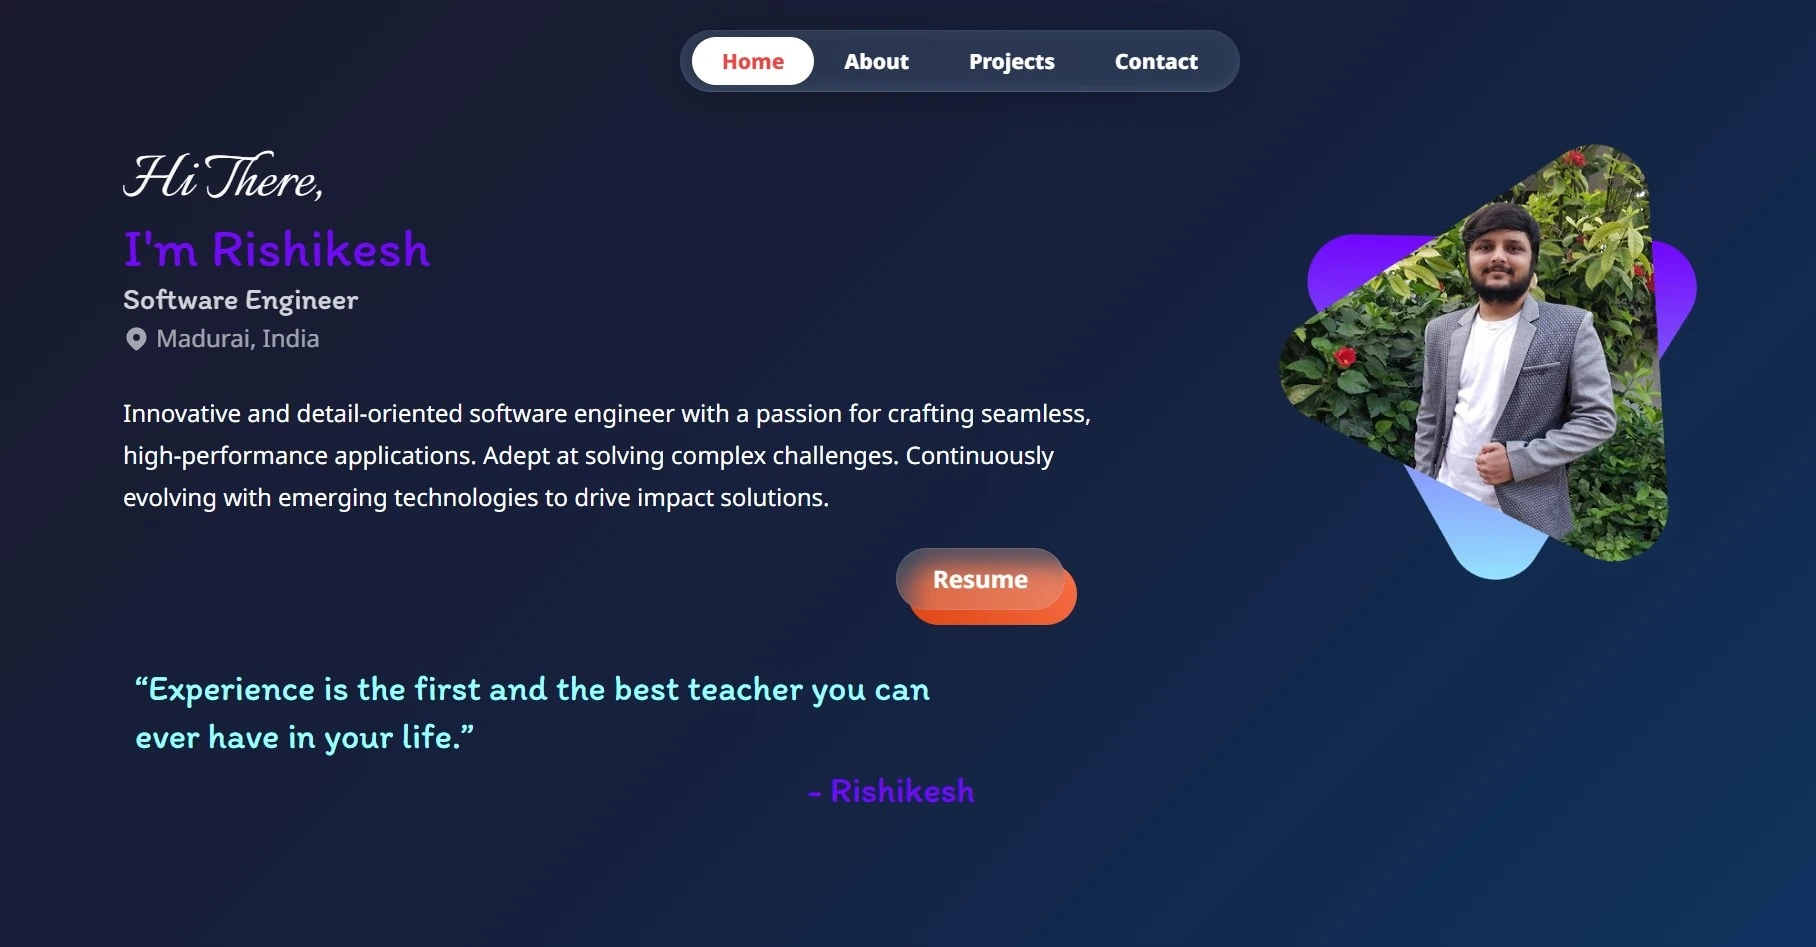 Home About Projects Contact
Hi There,
I'm Rishikesh
Software Engineer
Madurai, India
Innovative and detail-oriented software engineer with a passion for crafting seamless,
high-performance applications. Adept at solving complex challenges. Continuously
evolving with emerging technologies to drive impact solutions.
Resume
“Experience is the first and the best teacher you can
ever have in your life.”
- Rishikesh